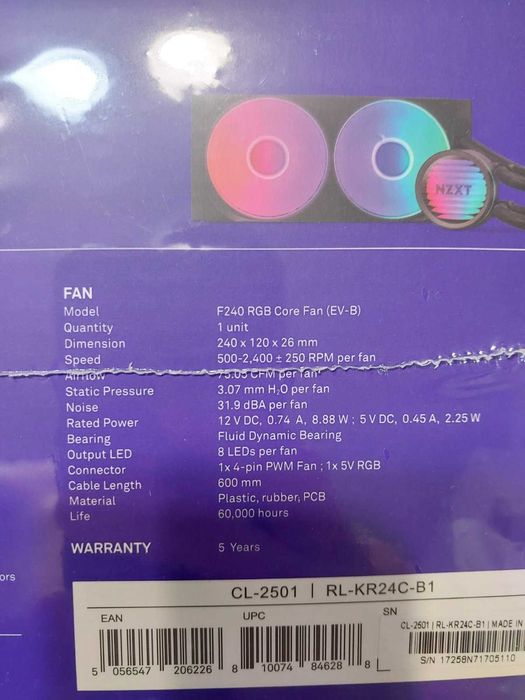 NZXT
FAN
Model F240 RGB Core Fan (EV-B)
Quantity 1 unit
Dimension 240 x 120 x 26 mm
Speed 500-2,400 ± 250 RPM per fan
Airflow 75.05 CFM per fan
Static Pressure 3.07 mm H₂O per fan
Noise 31.9 dBA per fan
Rated Power 12 V DC, 0.74 A, 8.88 W ; 5 V DC, 0.45 A, 2.25 W
Bearing Fluid Dynamic Bearing
Output LED 8 LEDs per fan
Connector 1x 4-pin PWM Fan ; 1x 5V RGB
Cable Length 600 mm
Material Plastic, rubber, PCB
Life 60,000 hours
WARRANTY 5 Years
ors
CL-2501 | RL-KR24C-B1
EAN UPC SN
CL-2501 | RL-KR24C-B1 | MADE IN
5 056547 206226 8 10074 84628 8
S/N 17258N71705110